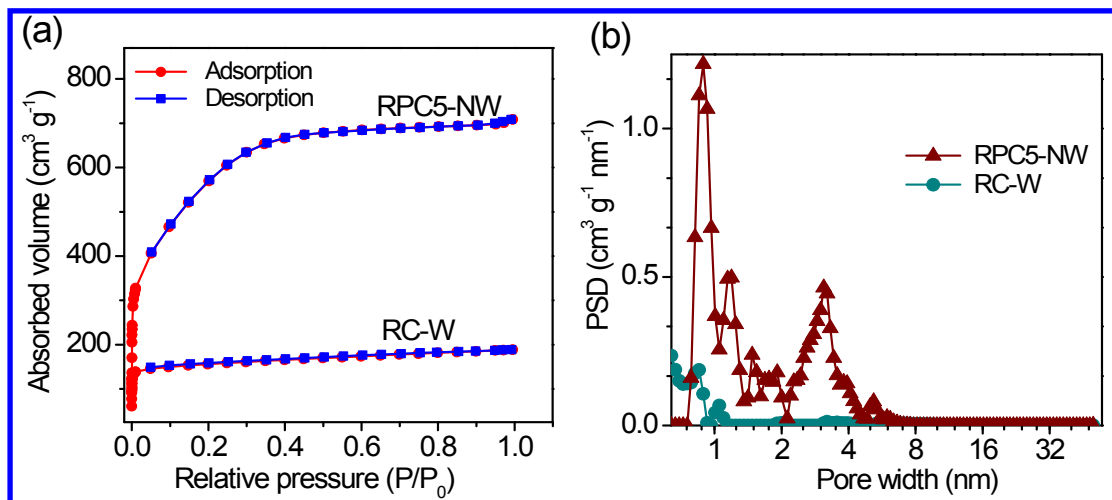 (a)
Adsorption
Desorption
RPC5-NW
RC-W
800
600
400
200
0.0 0.2 0.4 0.6 0.8 1.0
Absorbed volume (cm³ g⁻¹)
Relative pressure (P/P₀)
(b)
RPC5-NW
RC-W
1.0
0.5
0.0
1 2 4 8 16 32
PSD (cm³ g⁻¹ nm⁻¹)
Pore width (nm)